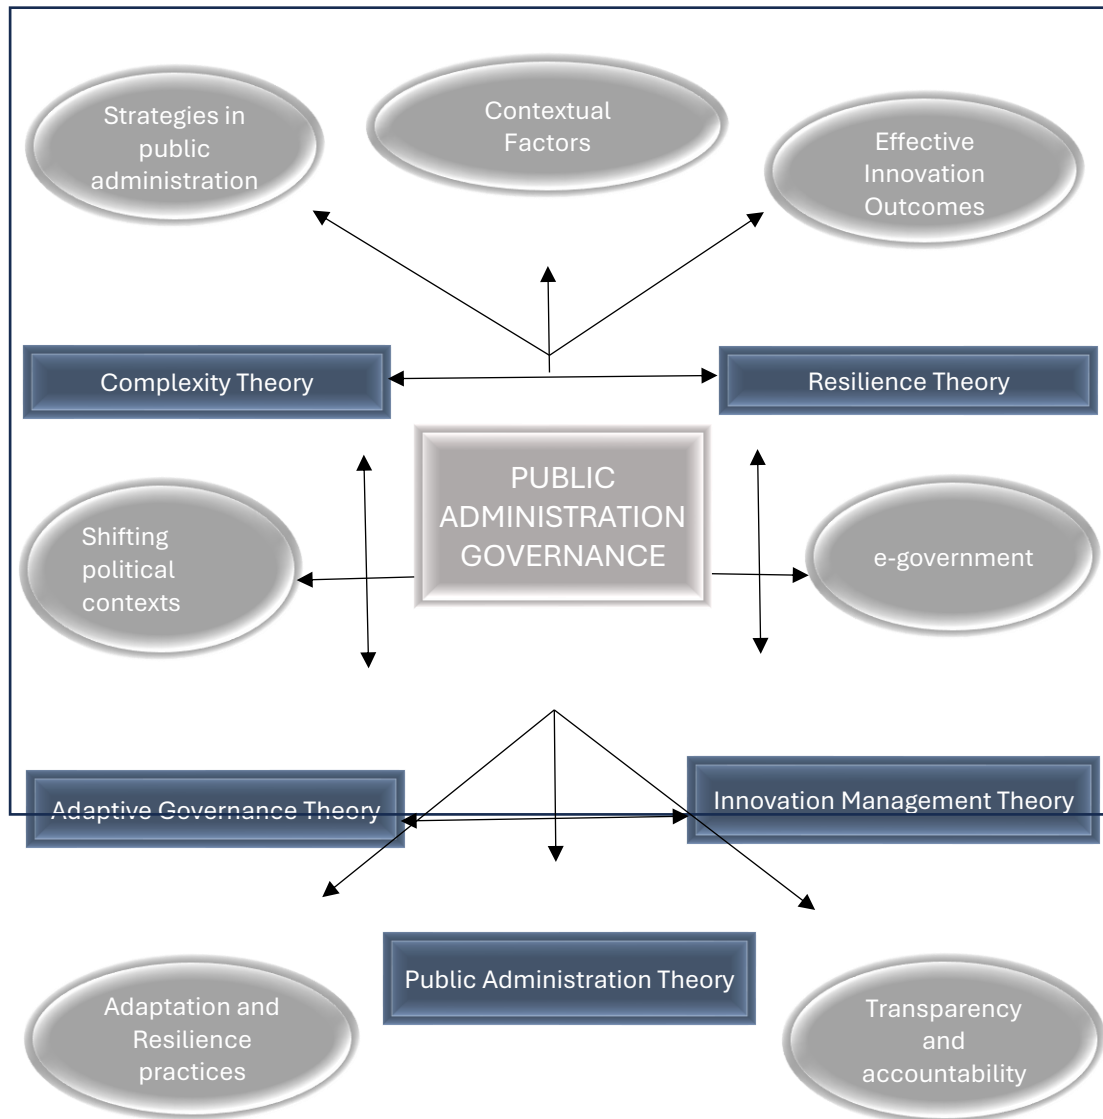 Strategies in
public
administration
Contextual
Factors
Effective
Innovation
Outcomes
Complexity Theory
Resilience Theory
PUBLIC
ADMINISTRATION
GOVERNANCE
Shifting
political
contexts
e-government
Adaptive Governance Theory
Innovation Management Theory
Public Administration Theory
Adaptation and
Resilience
practices
Transparency
and
accountability